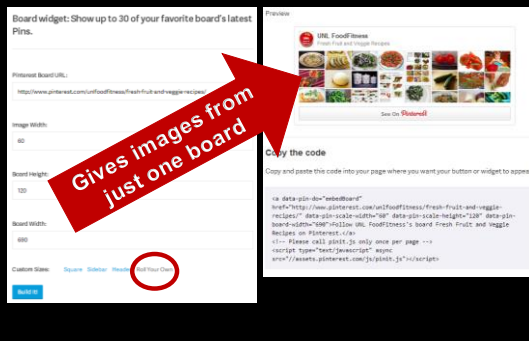 Board widget: Show up to 30 of your favorite board's latest
Pins.
Pinterest Board URL:
http://www.pinterest.com/unlfoodfitness/fresh-fruit-and-veggie-recipes/
Image Width:
60
Board Height:
120
Board Width:
690
Custom Sizes: Square Sidebar Header Roll Your Own
Build It!
Gives images from
just one board
Preview
UNL FoodFitness
Fresh Fruit and Veggie Recipes
See On Pinterest
Copy the code
Copy and paste this code into your page where you want your button or widget to appea
<a data-pin-do="embedBoard"
href="http://www.pinterest.com/unlfoodfitness/fresh-fruit-and-veggie-
recipes/" data-pin-scale-width="60" data-pin-scale-height="120" data-pin-
board-width="690">Follow UNL FoodFitness's board Fresh Fruit and Veggie
Recipes on Pinterest.</a>
<!-- Please call pinit.js only once per page -->
<script type="text/javascript" async
src="//assets.pinterest.com/js/pinit.js"></script>